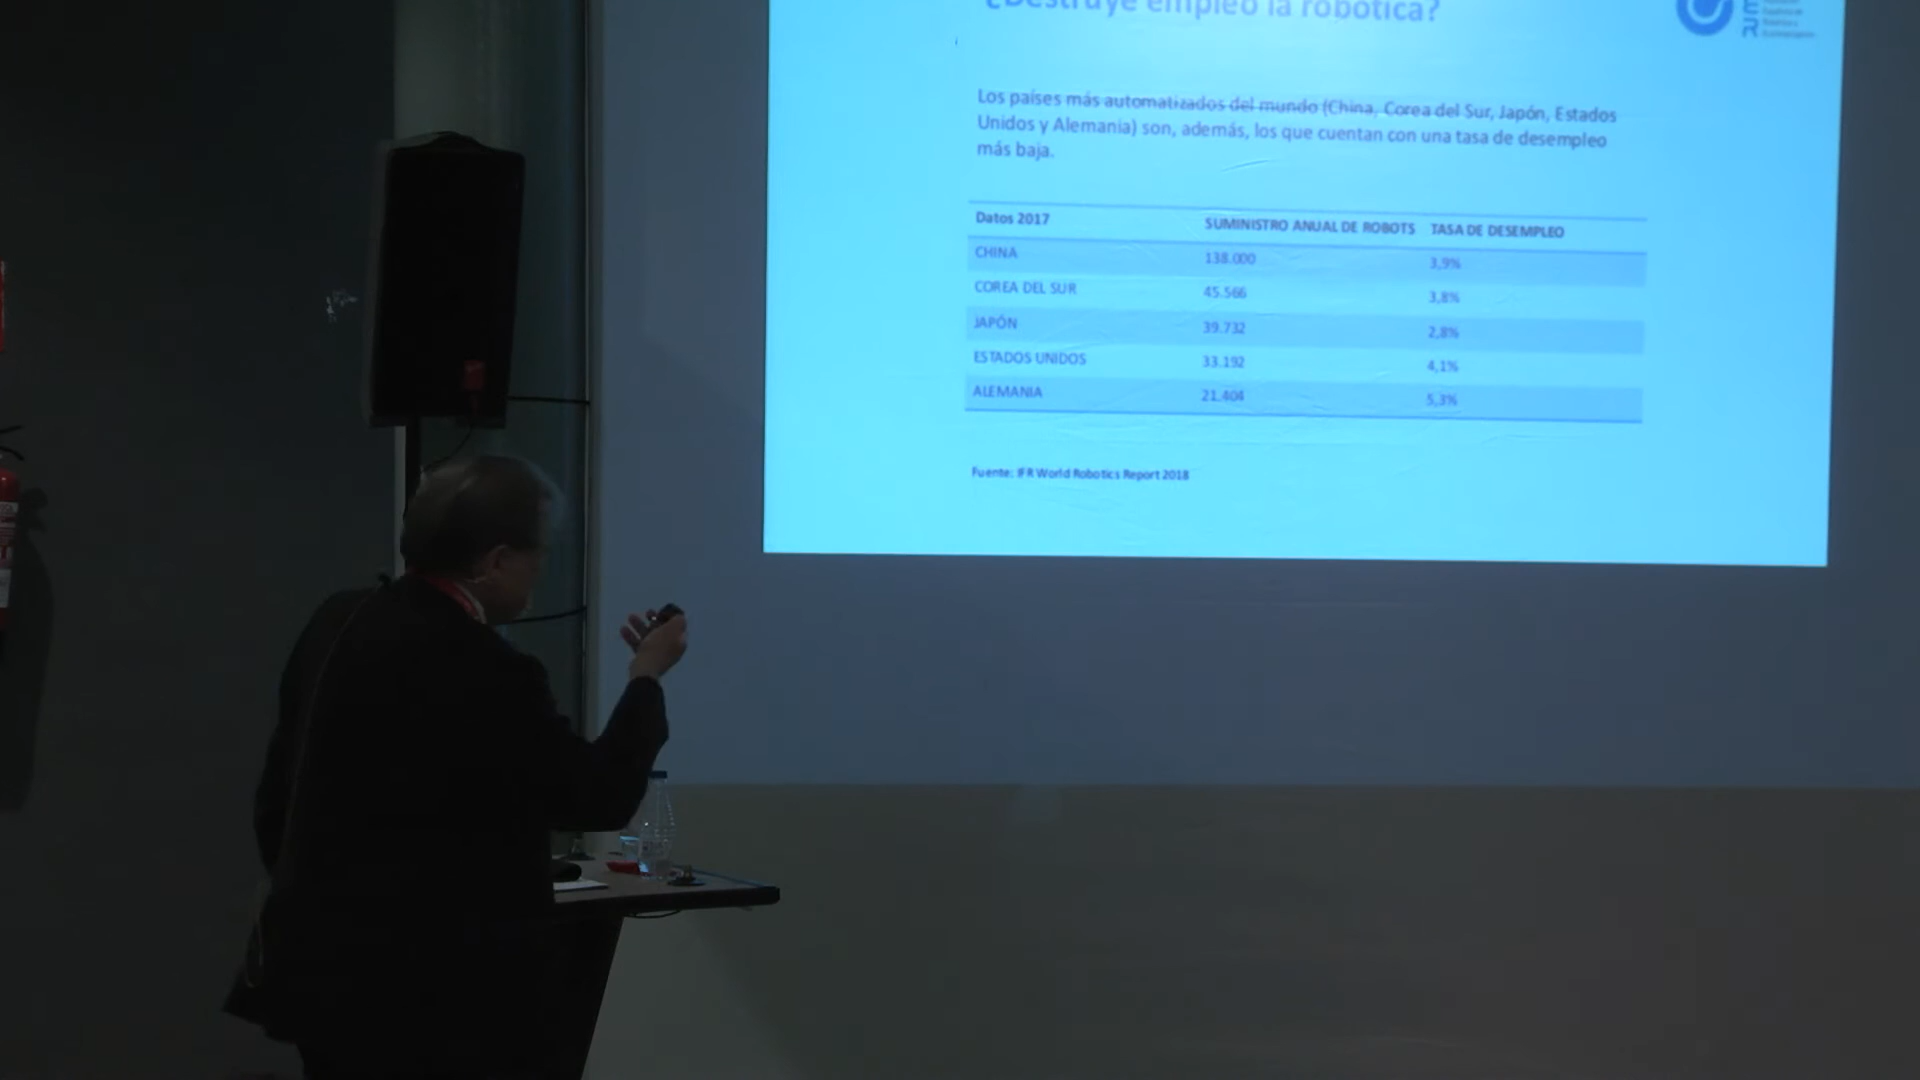 ¿Destruye empleo la robótica?
Los países más automatizados del mundo (China, Corea del Sur, Japón, Estados
Unidos y Alemania) son, además, los que cuentan con una tasa de desempleo
más baja.
Datos 2017 SUMINISTRO ANUAL DE ROBOTS TASA DE DESEMPLEO
CHINA 138.000 3,9%
COREA DEL SUR 45.566 3,8%
JAPÓN 39.732 2,8%
ESTADOS UNIDOS 33.192 4,1%
ALEMANIA 21.404 5,3%
Fuente: IFR World Robotics Report 2018